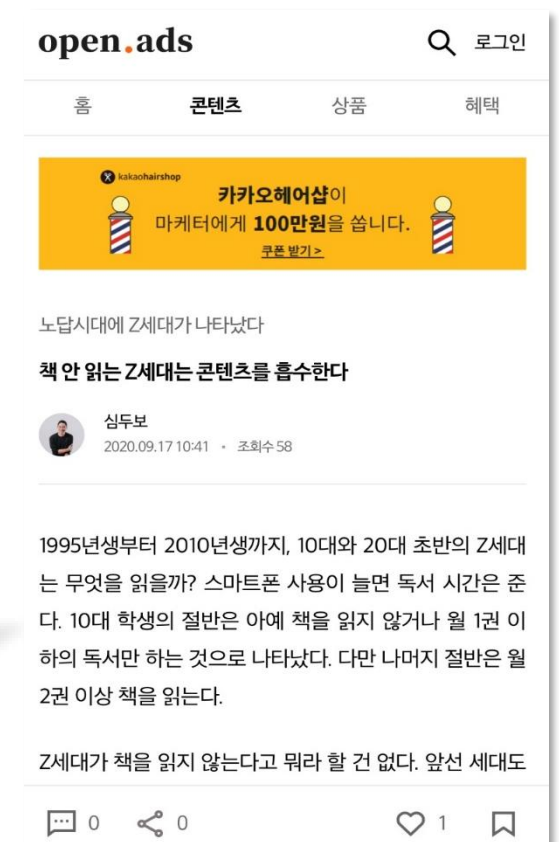 open.ads
로그인
홈 콘텐츠 상품 혜택
kakaohairshop
카카오헤어샵이
마케터에게 100만원을 쏩니다.
쿠폰 받기 >
노답시대에 Z세대가 나타났다
책 안 읽는 Z세대는 콘텐츠를 흡수한다
심두보
2020.09.17 10:41 • 조회수 58
1995년생부터 2010년생까지, 10대와 20대 초반의 Z세대
는 무엇을 읽을까? 스마트폰 사용이 늘면 독서 시간은 준
다. 10대 학생의 절반은 아예 책을 읽지 않거나 월 1권 이
하의 독서만 하는 것으로 나타났다. 다만 나머지 절반은 월
2권 이상 책을 읽는다.
Z세대가 책을 읽지 않는다고 뭐라 할 건 없다. 앞선 세대도
0 0 1